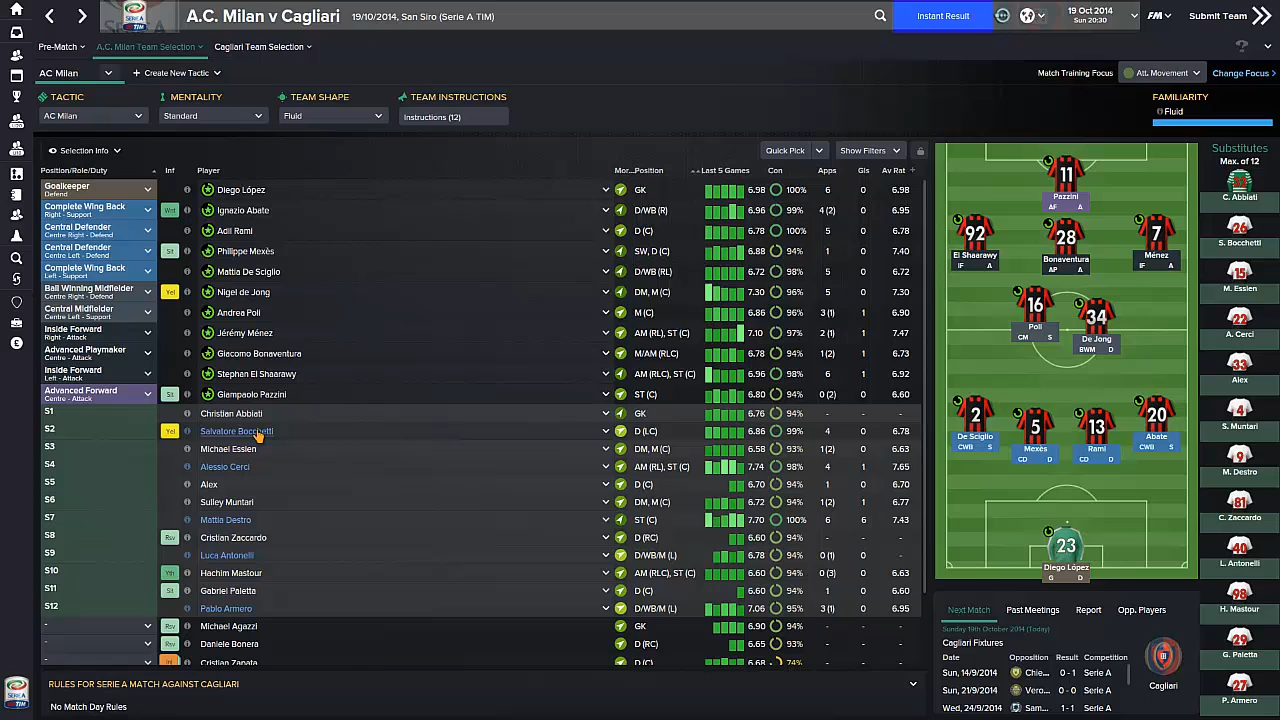 A.C. Milan v Cagliari
19/10/2014, San Siro (Serie A TIM)
Instant Result
19 Oct 2014
Sun 20:30
FM
Submit Team
Pre-Match
A.C. Milan Team Selection
Cagliari Team Selection
AC Milan
+ Create New Tactic
Match Training Focus
Att. Movement
Change Focus >
TACTIC
MENTALITY
TEAM SHAPE
TEAM INSTRUCTIONS
FAMILIARITY
AC Milan
Standard
Fluid
Instructions (12)
Fluid
Selection Info
Quick Pick
Show Filters
Position/Role/Duty Inf Player Mor... Position Last 5 Games Con Apps Gls Av Rat
Goalkeeper
Defend
Diego López GK 6.98 100% 6 0 6.98
Complete Wing Back
Right - Support
Wnt Ignazio Abate D/WB (R) 6.96 99% 4 (2) 0 6.95
Central Defender
Centre Right - Defend
Adil Rami D (C) 6.78 100% 5 0 6.78
Central Defender
Centre Left - Defend
Slt Philippe Mexès SW, D (C) 6.88 94% 1 0 7.40
Complete Wing Back
Left - Support
Mattia De Sciglio D/WB (RL) 6.72 98% 5 0 6.72
Ball Winning Midfielder
Centre Right - Defend
Yel Nigel de Jong DM, M (C) 7.30 96% 5 0 7.30
Central Midfielder
Centre Left - Support
Andrea Poli M (C) 6.86 96% 3 (1) 1 6.90
Inside Forward
Right - Attack
Jérémy Ménez AM (RL), ST (C) 7.10 97% 2 (1) 1 7.47
Advanced Playmaker
Centre - Attack
Giacomo Bonaventura M/AM (RLC) 6.78 94% 1 (2) 1 6.73
Inside Forward
Left - Attack
Stephan El Shaarawy AM (RLC), ST (C) 6.96 98% 6 1 6.92
Advanced Forward
Centre - Attack
Slt Giampaolo Pazzini ST (C) 6.80 94% 0 (2) 0 6.60
S1 Christian Abbiati GK 6.76 94% - - -
S2 Yel Salvatore Bocchetti D (LC) 6.86 99% 4 0 6.78
S3 Michael Essien DM, M (C) 6.58 93% 1 (2) 0 6.63
S4 Alessio Cerci AM (RL), ST (C) 7.74 98% 4 1 7.65
S5 Alex D (C) 6.70 94% 1 0 6.70
S6 Sulley Muntari DM, M (C) 6.72 94% 1 (2) 1 6.77
S7 Mattia Destro ST (C) 7.70 100% 6 6 7.43
S8 Rsv Cristian Zaccardo D (RC) 6.60 94% - - -
S9 Luca Antonelli D/WB/M (L) 6.78 94% 0 (1) 0 -
S10 Yth Hachim Mastour AM (RLC), ST (C) 6.60 94% 0 (3) 0 6.63
S11 Slt Gabriel Paletta D (C) 6.60 94% 1 0 6.60
S12 Pablo Armero D/WB/M (L) 7.06 95% 3 (1) 0 6.95
- Rsv Michael Agazzi GK 6.90 94% - - -
- Rsv Daniele Bonera D (RC) 6.65 93% - - -
- Inj Cristian Zapata D (C) 6.68 74% - - -
RULES FOR SERIE A MATCH AGAINST CAGLIARI
No Match Day Rules
11
Pazzini
AF A
92
El Shaarawy
IF A
28
Bonaventura
AP A
7
Ménez
IF A
16
Poli
CM S
34
De Jong
BWM D
2
De Sciglio
CWB S
5
Mexès
CD D
13
Rami
CD D
20
Abate
CWB S
23
Diego López
G D
Substitutes
Max. of 12
C. Abbiati
26
S. Bocchetti
15
M. Essien
22
A. Cerci
33
Alex
4
S. Muntari
9
M. Destro
81
C. Zaccardo
40
L. Antonelli
98
H. Mastour
29
G. Paletta
27
P. Armero
Next Match
Past Meetings
Report
Opp. Players
Sunday 19th October 2014 (Today)
Cagliari Fixtures
Date Opposition Result Competition
Sun, 14/9/2014 Chie... 0 - 1 Serie A
Sun, 21/9/2014 Vero... 0 - 0 Serie A
Wed, 24/9/2014 Sam... 1 - 1 Serie A
Cagliari